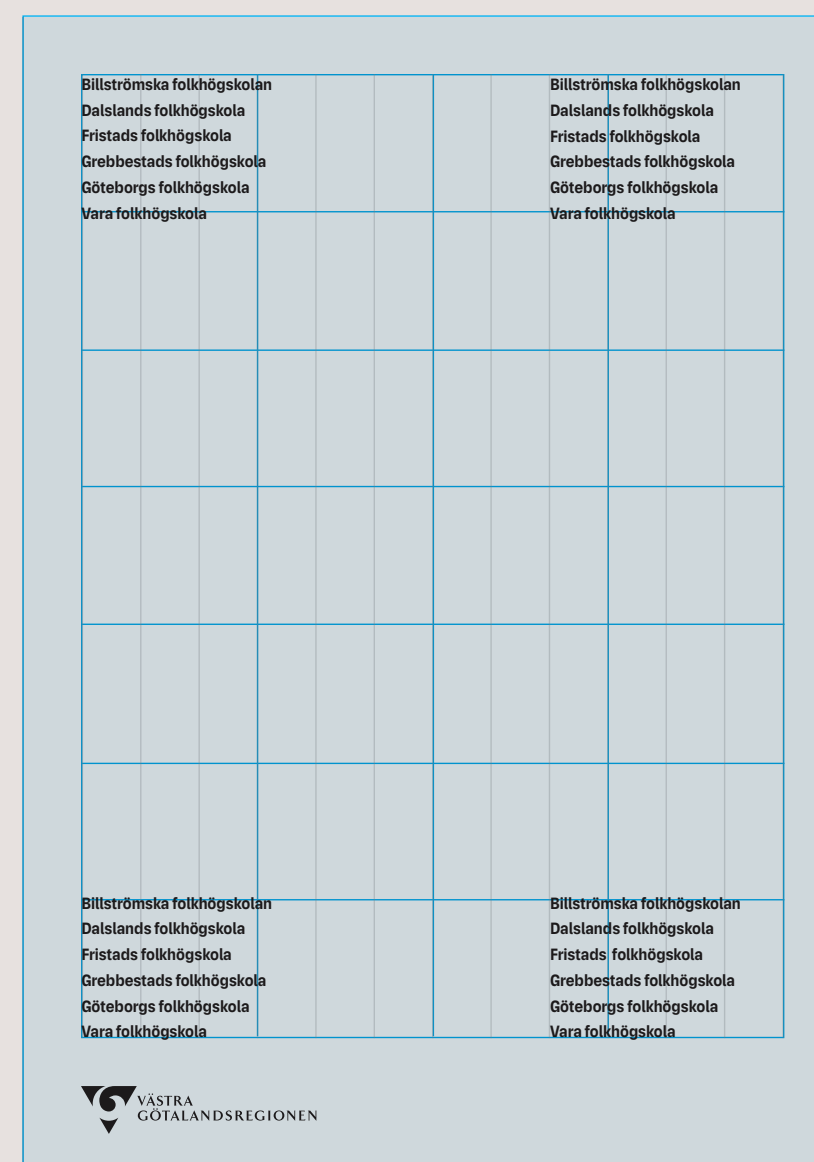 Billströmska folkhögskolan
Dalslands folkhögskola
Fristads folkhögskola
Grebbestads folkhögskola
Göteborgs folkhögskola
Vara folkhögskola
Billströmska folkhögskolan
Dalslands folkhögskola
Fristads folkhögskola
Grebbestads folkhögskola
Göteborgs folkhögskola
Vara folkhögskola
Billströmska folkhögskolan
Dalslands folkhögskola
Fristads folkhögskola
Grebbestads folkhögskola
Göteborgs folkhögskola
Vara folkhögskola
Billströmska folkhögskolan
Dalslands folkhögskola
Fristads folkhögskola
Grebbestads folkhögskola
Göteborgs folkhögskola
Vara folkhögskola
VÄSTRA
GÖTALANDSREGIONEN